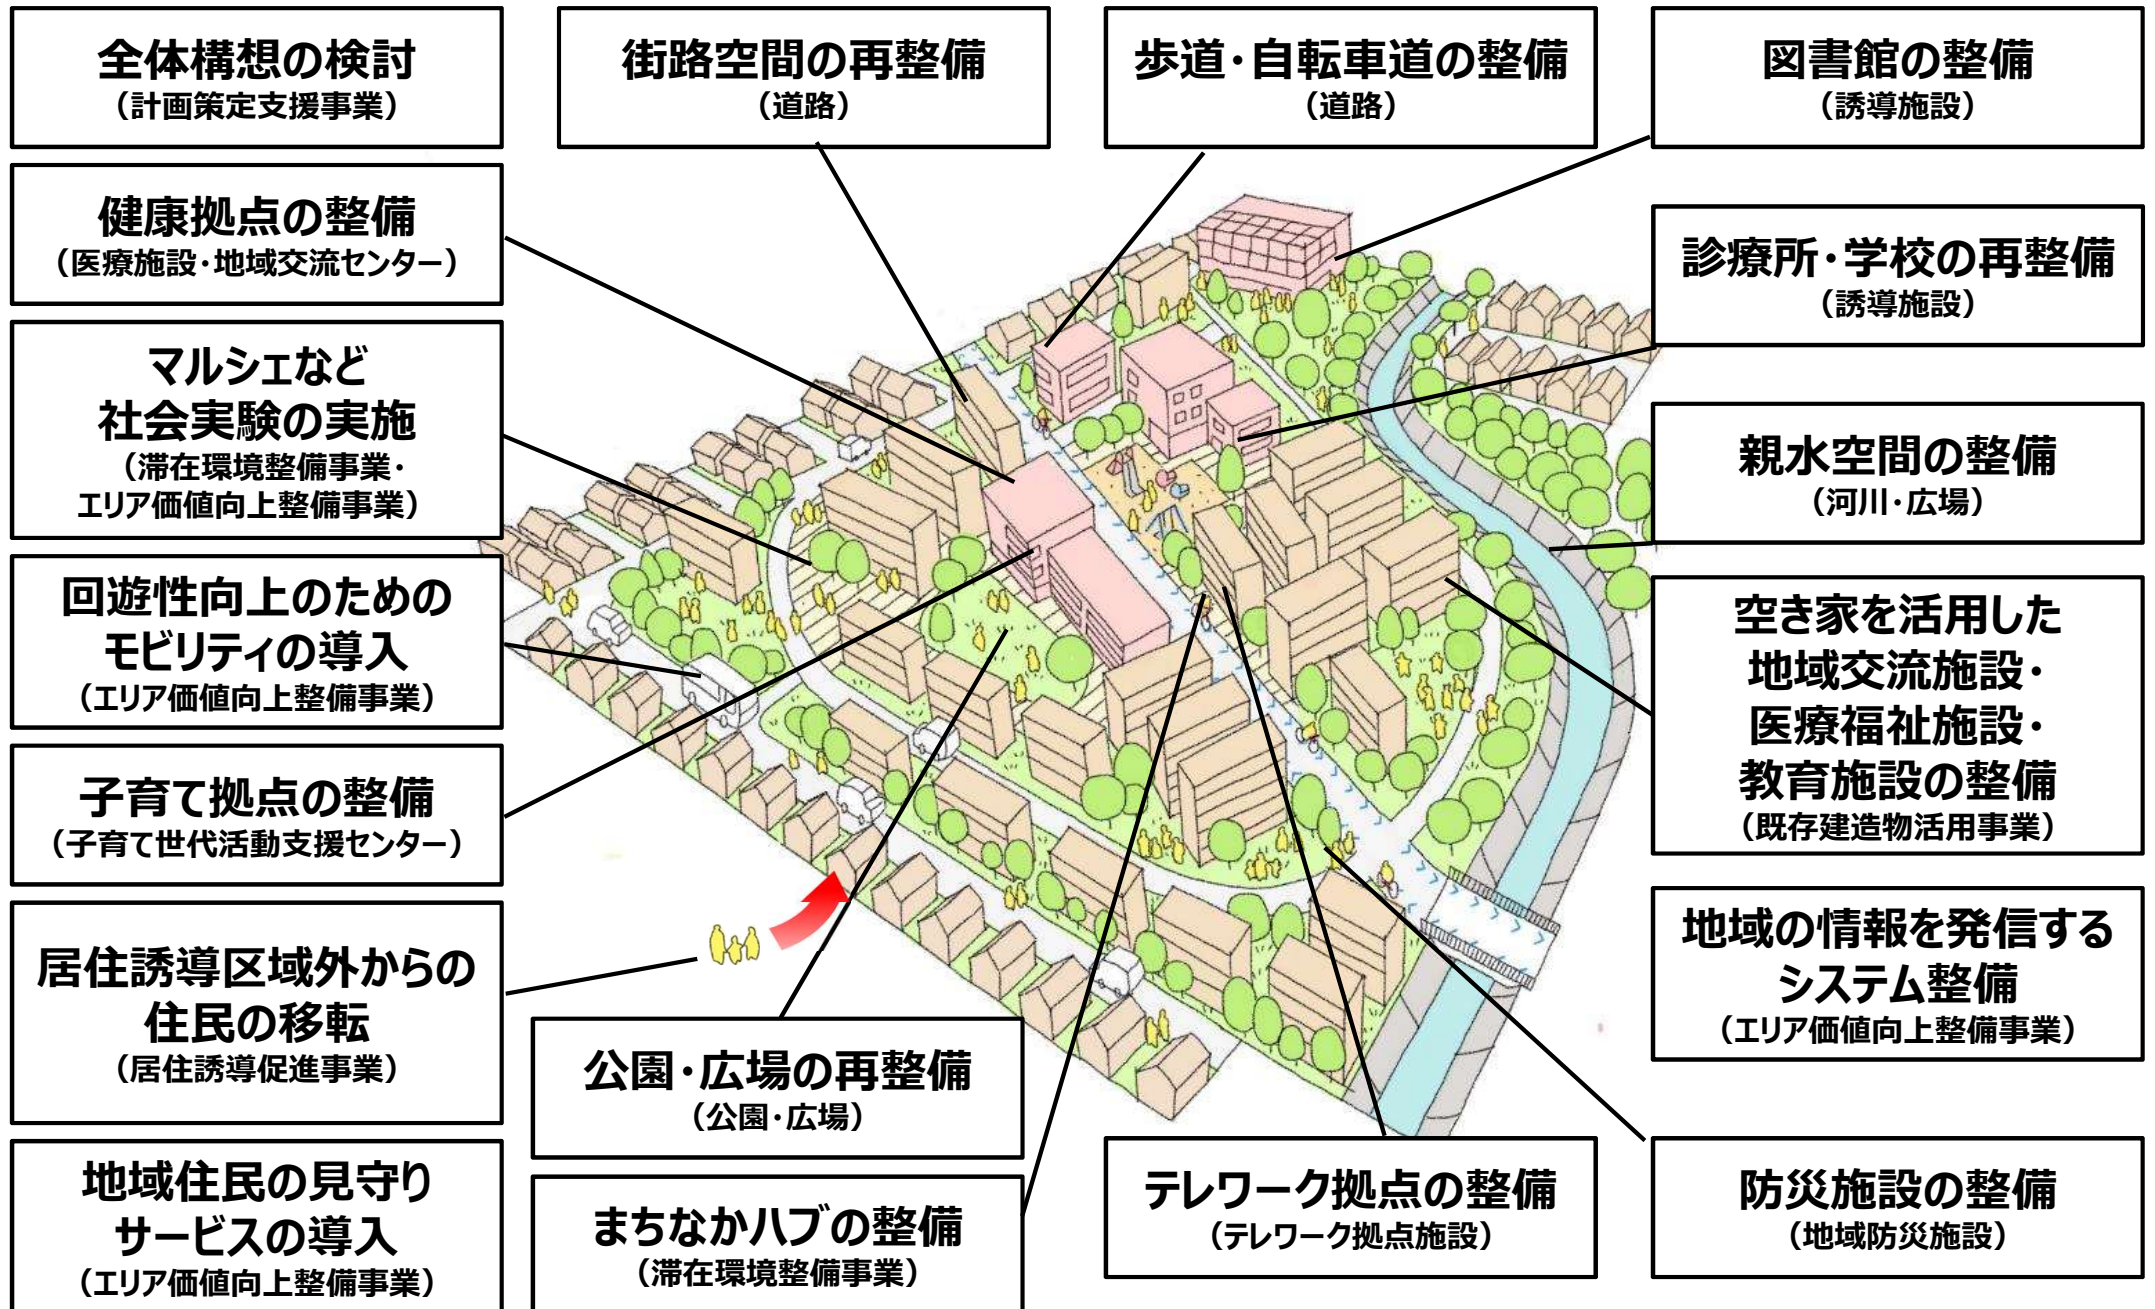 全体構想の検討
（計画策定支援事業）
街路空間の再整備
（道路）
歩道・自転車道の整備
（道路）
図書館の整備
（誘導施設）
健康拠点の整備
（医療施設・地域交流センター）
診療所・学校の再整備
（誘導施設）
マルシェなど
社会実験の実施
（滞在環境整備事業・
エリア価値向上整備事業）
親水空間の整備
（河川・広場）
回遊性向上のための
モビリティの導入
（エリア価値向上整備事業）
空き家を活用した
地域交流施設・
医療福祉施設・
教育施設の整備
（既存建造物活用事業）
子育て拠点の整備
（子育て世代活動支援センター）
地域の情報を発信する
システム整備
（エリア価値向上整備事業）
居住誘導区域外からの
住民の移転
（居住誘導促進事業）
公園・広場の再整備
（公園・広場）
地域住民の見守り
サービスの導入
（エリア価値向上整備事業）
まちなかハブの整備
（滞在環境整備事業）
テレワーク拠点の整備
（テレワーク拠点施設）
防災施設の整備
（地域防災施設）